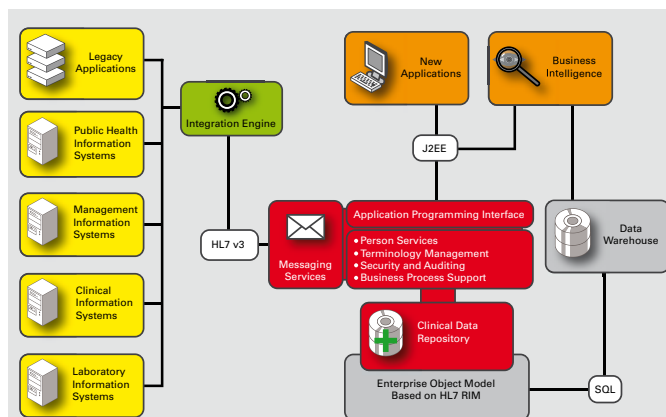 Legacy
Applications
Public Health
Information
Systems
Management
Information
Systems
Clinical
Information
Systems
Laboratory
Information
Systems
Integration Engine
HL7 v3
New
Applications
Business
Intelligence
J2EE
Messaging
Services
Application Programming Interface
• Person Services
• Terminology Management
• Security and Auditing
• Business Process Support
Clinical Data
Repository
Enterprise Object Model
Based on HL7 RIM
Data
Warehouse
SQL